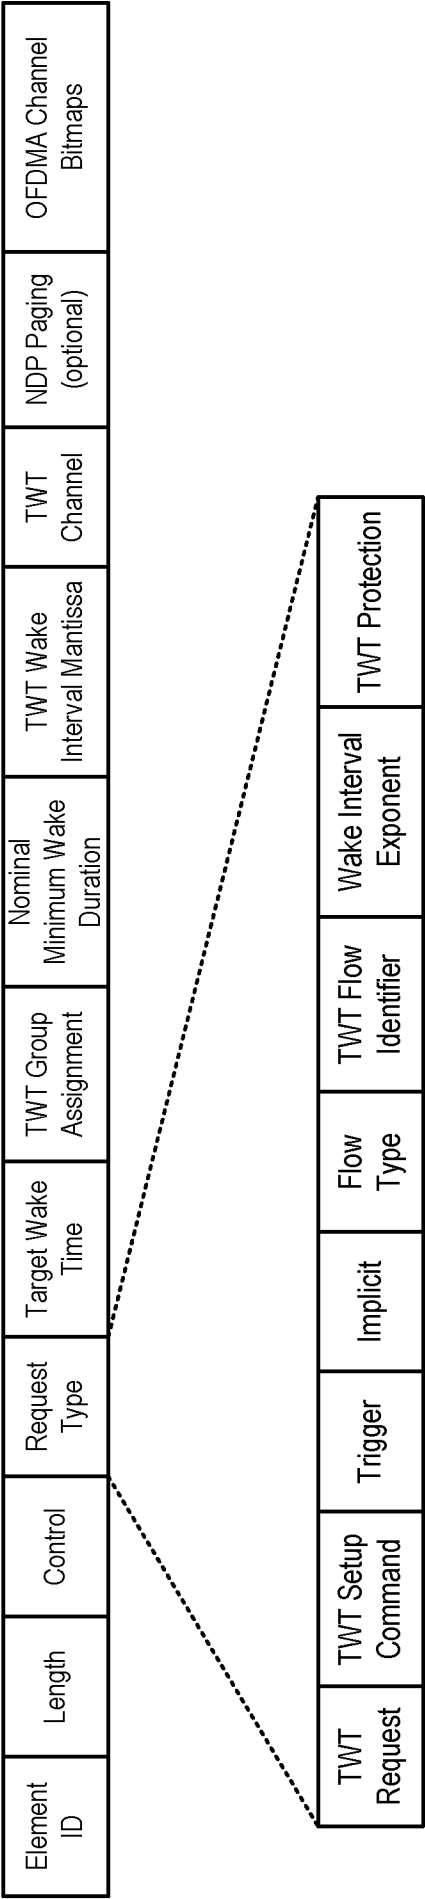 Element
ID
Length
Control
Request
Type
Target Wake
Time
TWT Group
Assignment
Nominal
Minimum Wake
Duration
TWT Wake
Interval Mantissa
TWT
Channel
NDP Paging
(optional)
OFDMA Channel
Bitmaps
TWT
Request
TWT Setup
Command
Trigger
Implicit
Flow
Type
TWT Flow
Identifier
Wake Interval
Exponent
TWT Protection